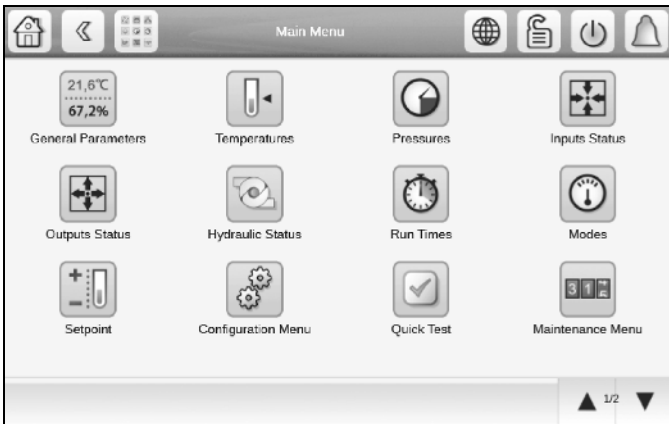 Main Menu
21,6℃
67,2%
General Parameters
Temperatures
Pressures
Inputs Status
Outputs Status
Hydraulic Status
Run Times
Modes
Setpoint
Configuration Menu
Quick Test
Maintenance Menu
1/2